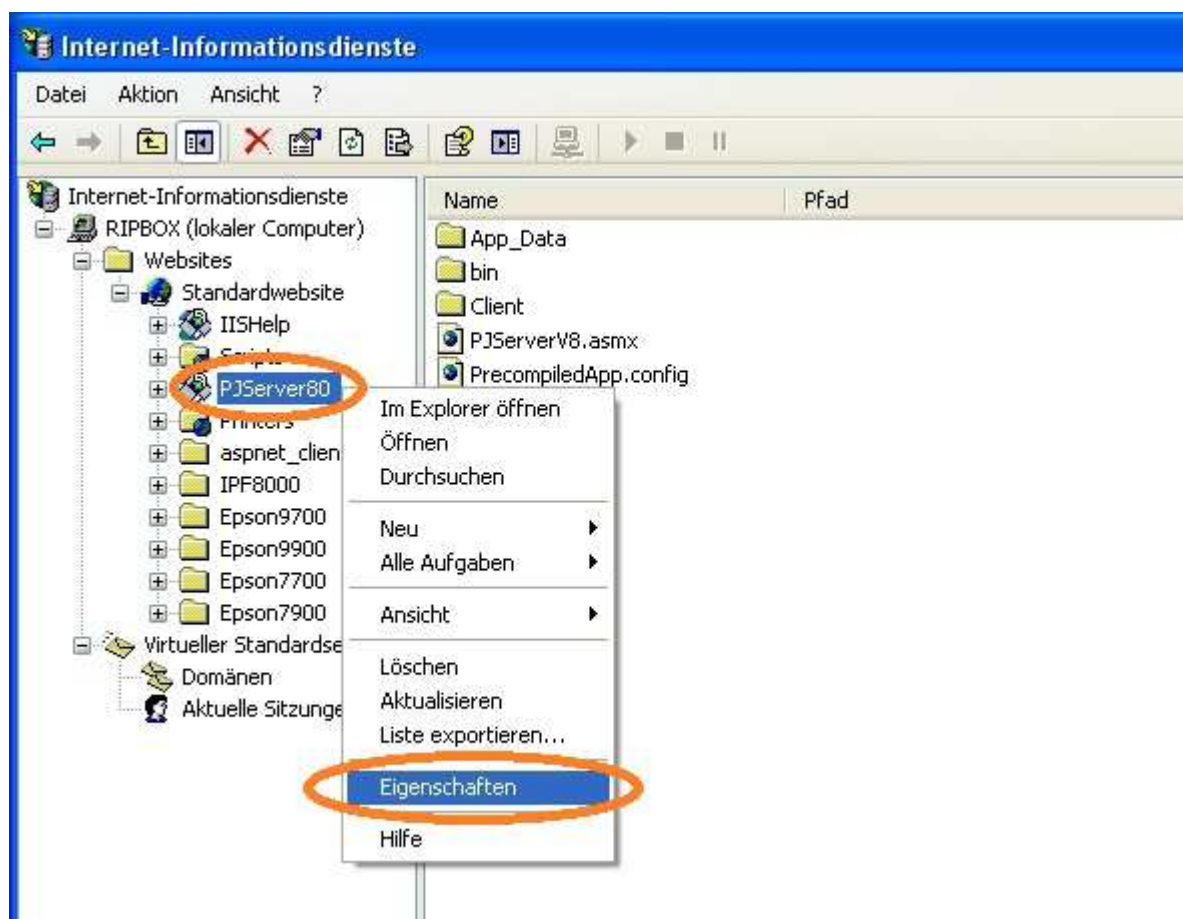 Internet-Informationsdienste
Datei Aktion Ansicht ?
Internet-Informationsdienste
RIPBOX (lokaler Computer)
Websites
Standardwebsite
IISHelp
Scripts
PJServer80
Printers
aspnet_clien
IPF8000
Epson9700
Epson9900
Epson7700
Epson7900
Virtueller Standardse
Domänen
Aktuelle Sitzunge
Name Pfad
App_Data
bin
Client
PJServerV8.asmx
PrecompiledApp.config
Im Explorer öffnen
Öffnen
Durchsuchen
Neu
Alle Aufgaben
Ansicht
Löschen
Aktualisieren
Liste exportieren...
Eigenschaften
Hilfe